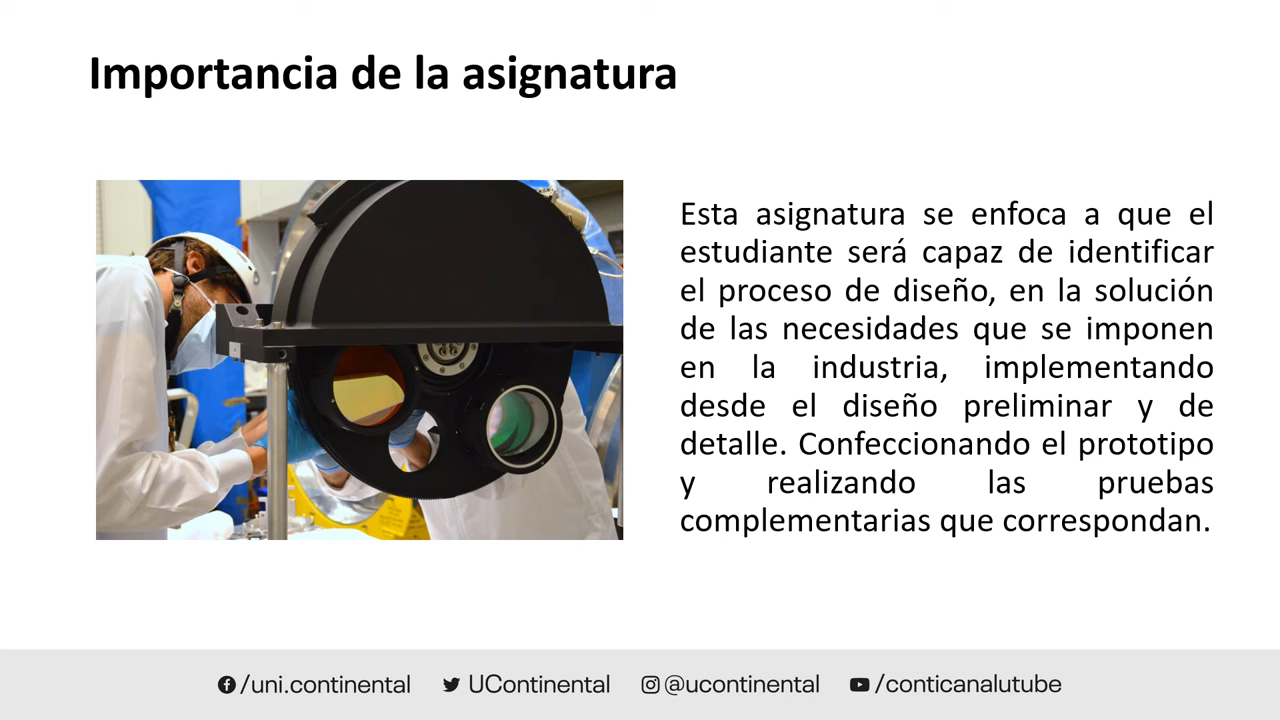 Importancia de la asignatura
Esta asignatura se enfoca a que el
estudiante será capaz de identificar
el proceso de diseño, en la solución
de las necesidades que se imponen
en la industria, implementando
desde el diseño preliminar y de
detalle. Confeccionando el prototipo
y realizando las pruebas
complementarias que correspondan.
/uni.continental UContinental @ucontinental /conticanalutube